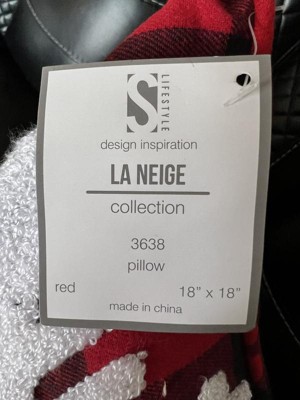 S
LIFESTYLE
design inspiration
LA NEIGE
collection
3638
pillow
red 18" x 18"
made in china